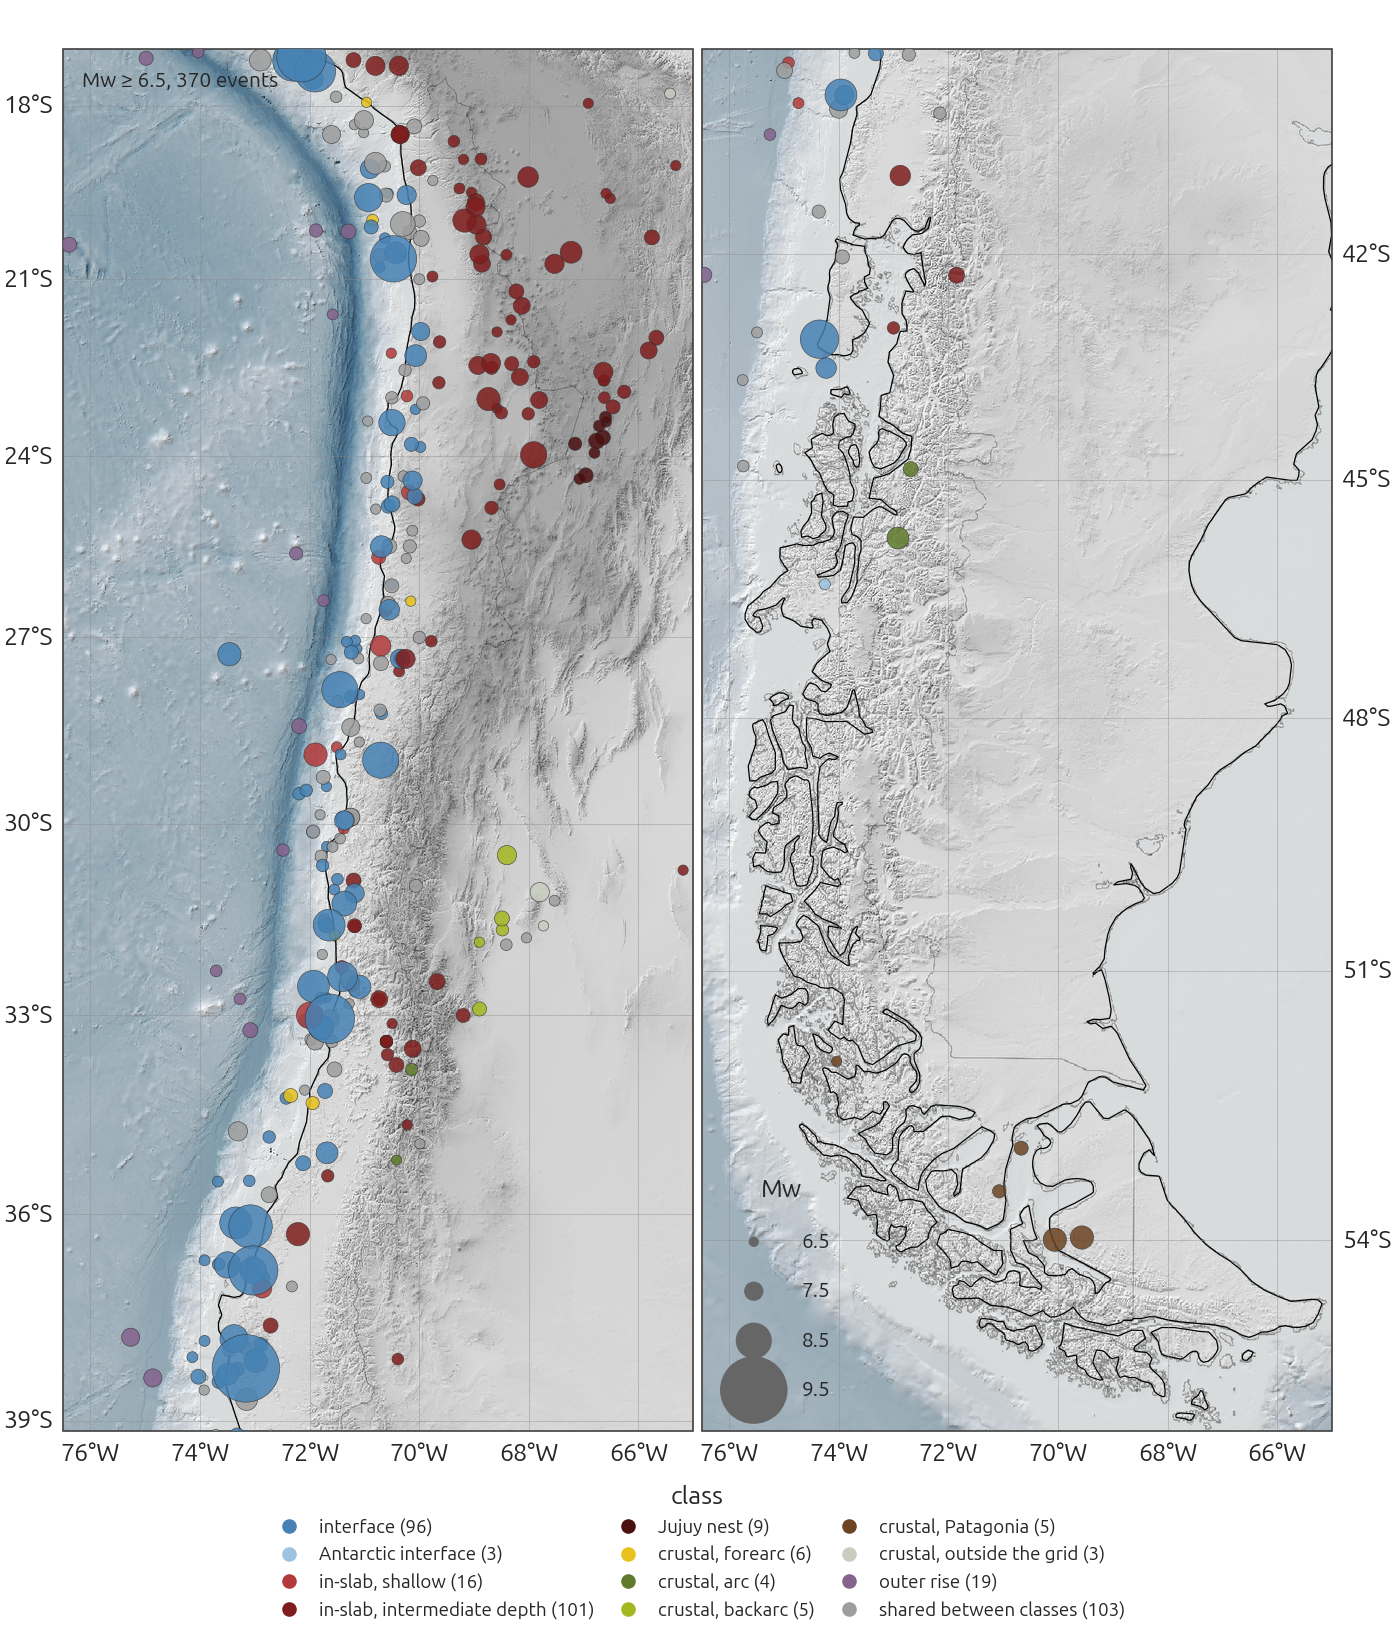 Mw ≥ 6.5, 370 events
18°S
21°S
24°S
27°S
30°S
33°S
36°S
39°S
42°S
45°S
48°S
51°S
54°S
Mw
6.5
7.5
8.5
9.5
76°W 74°W 72°W 70°W 68°W 66°W
76°W 74°W 72°W 70°W 68°W 66°W
class
interface (96)
Antarctic interface (3)
in-slab, shallow (16)
in-slab, intermediate depth (101)
Jujuy nest (9)
crustal, forearc (6)
crustal, arc (4)
crustal, backarc (5)
crustal, Patagonia (5)
crustal, outside the grid (3)
outer rise (19)
shared between classes (103)